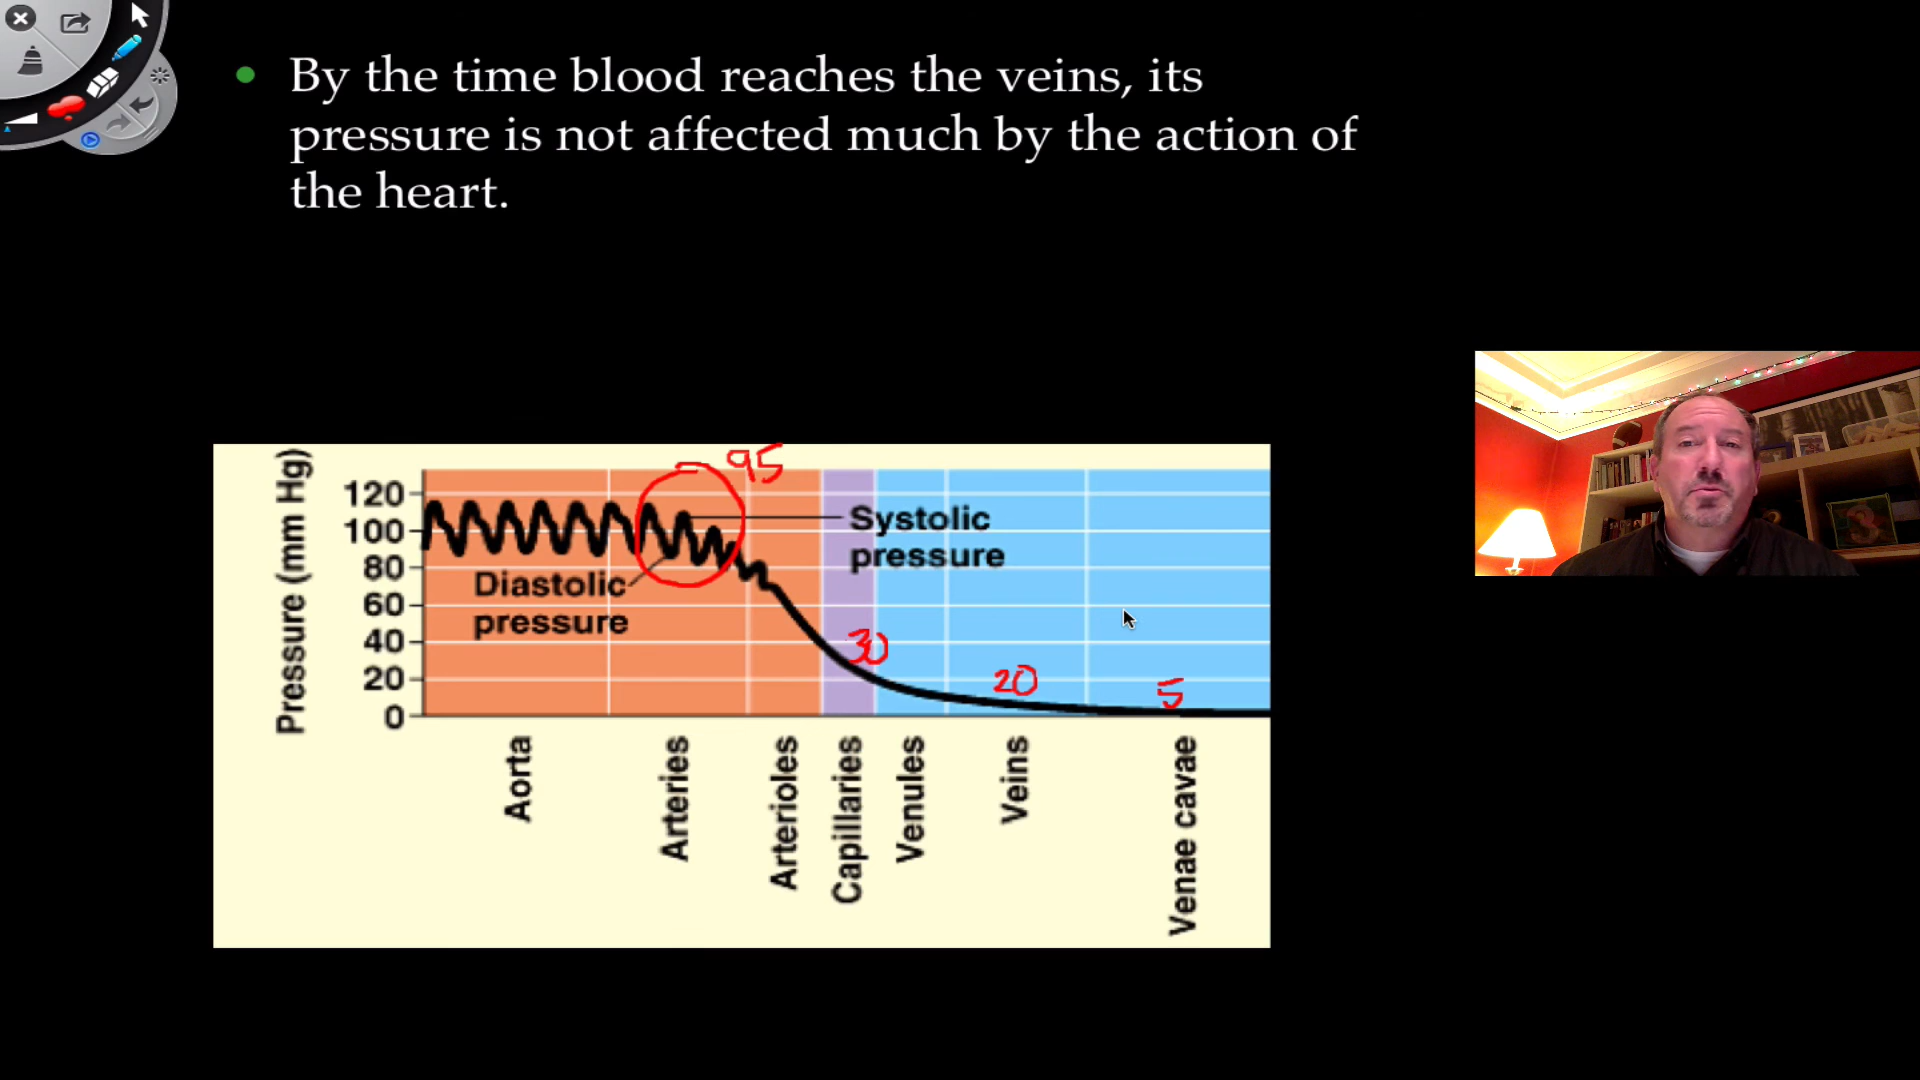 By the time blood reaches the veins, its
pressure is not affected much by the action of
the heart.
95
Pressure (mm Hg)
120
100
80
60
40
20
0
Systolic
pressure
Diastolic
pressure
30
20
5
Aorta
Arteries
Arterioles
Capillaries
Venules
Veins
Venae cavae